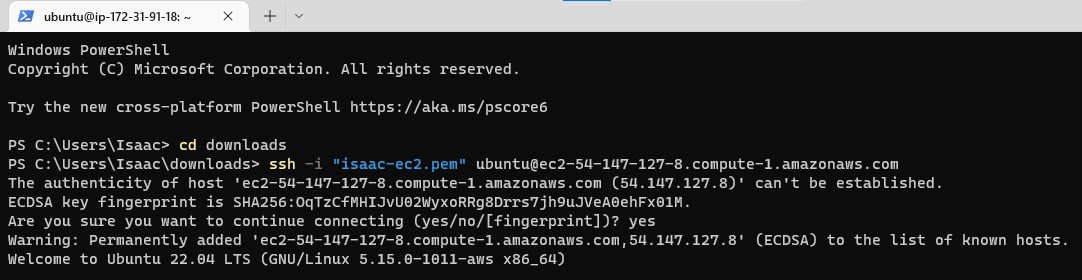 ubuntu@ip-172-31-91-18: ~
Windows PowerShell
Copyright (C) Microsoft Corporation. All rights reserved.
Try the new cross-platform PowerShell https://aka.ms/pscore6
PS C:\Users\Isaac> cd downloads
PS C:\Users\Isaac\downloads> ssh -i "isaac-ec2.pem" ubuntu@ec2-54-147-127-8.compute-1.amazonaws.com
The authenticity of host 'ec2-54-147-127-8.compute-1.amazonaws.com (54.147.127.8)' can't be established.
ECDSA key fingerprint is SHA256:OqTzCfMHIJvU02WyxoRRg8Drrs7jh9uJVeA0ehFx01M.
Are you sure you want to continue connecting (yes/no/[fingerprint])? yes
Warning: Permanently added 'ec2-54-147-127-8.compute-1.amazonaws.com,54.147.127.8' (ECDSA) to the list of known hosts.
Welcome to Ubuntu 22.04 LTS (GNU/Linux 5.15.0-1011-aws x86_64)